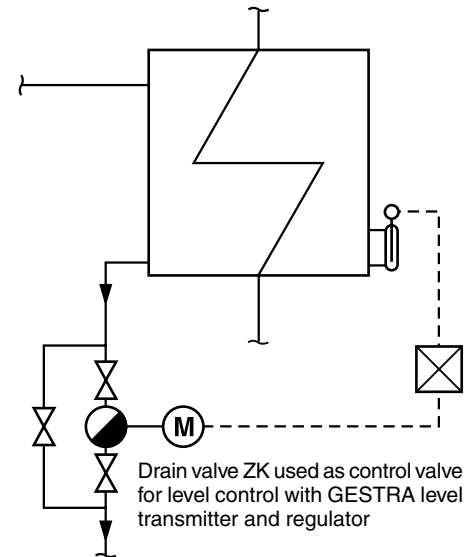 M
Drain valve ZK used as control valve
for level control with GESTRA level
transmitter and regulator